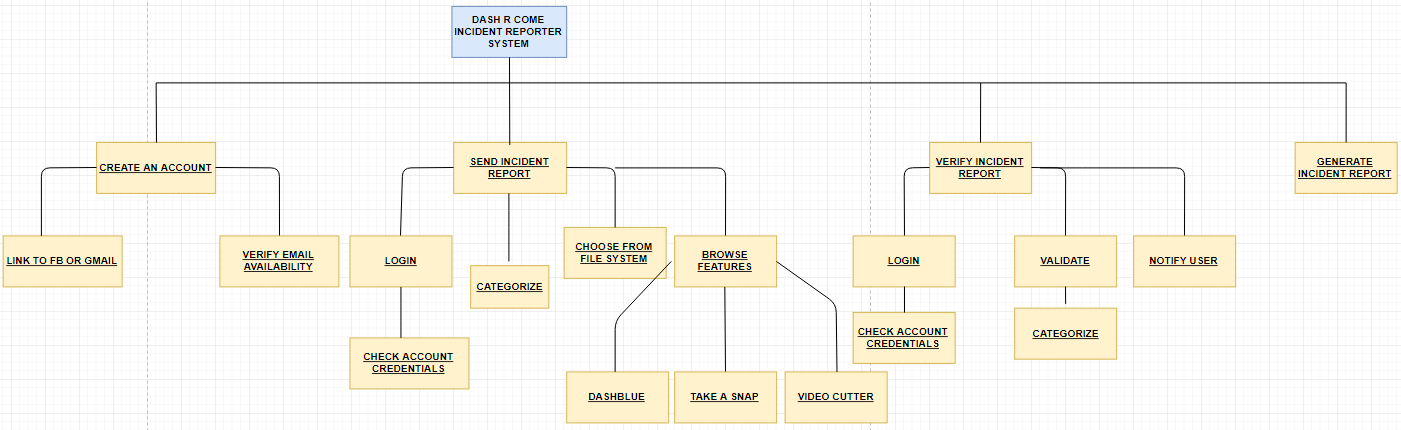 DASH R COME
INCIDENT REPORTER
SYSTEM
CREATE AN ACCOUNT
SEND INCIDENT
REPORT
VERIFY INCIDENT
REPORT
GENERATE
INCIDENT REPORT
LINK TO FB OR GMAIL
VERIFY EMAIL
AVAILABILITY
LOGIN
CATEGORIZE
CHOOSE FROM
FILE SYSTEM
BROWSE
FEATURES
LOGIN
VALIDATE
NOTIFY USER
CHECK ACCOUNT
CREDENTIALS
DASHBLUE
TAKE A SNAP
VIDEO CUTTER
CHECK ACCOUNT
CREDENTIALS
CATEGORIZE